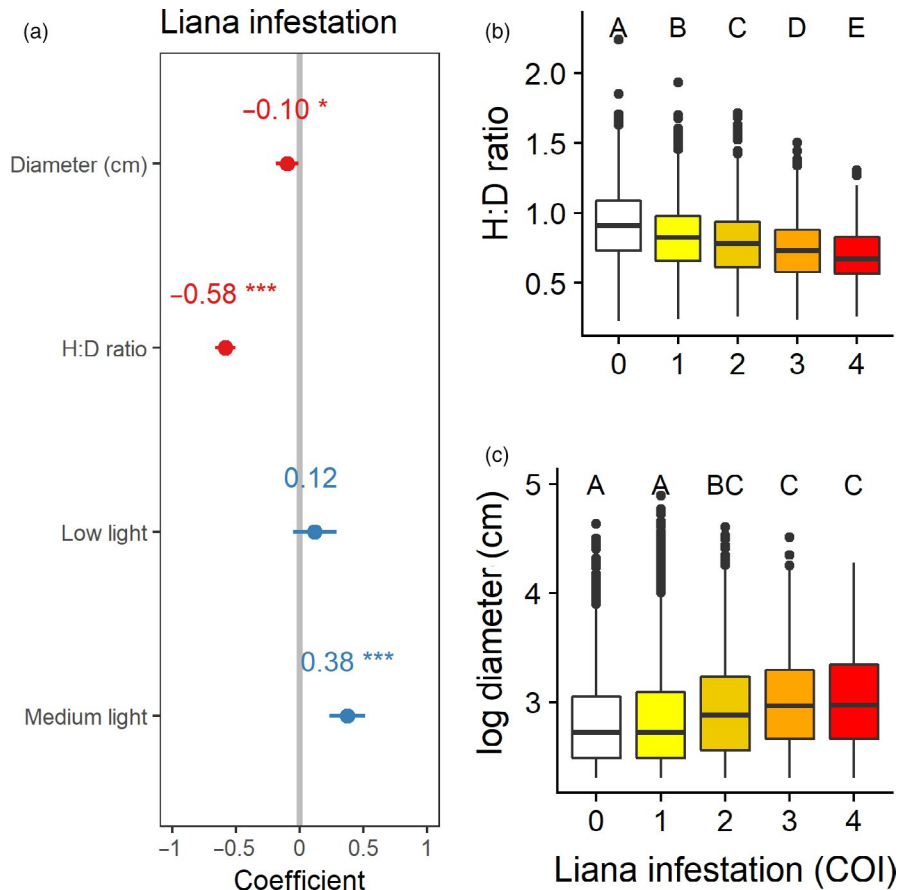 (a)
Liana infestation
−0.10 *
Diameter (cm)
−0.58 ***
H:D ratio
0.12
Low light
0.38 ***
Medium light
−1 −0.5 0 0.5 1
Coefficient
(b)
A B C D E
2.0
1.5
1.0
0.5
H:D ratio
0 1 2 3 4
(c)
A A BC C C
5
4
3
log diameter (cm)
0 1 2 3 4
Liana infestation (COI)